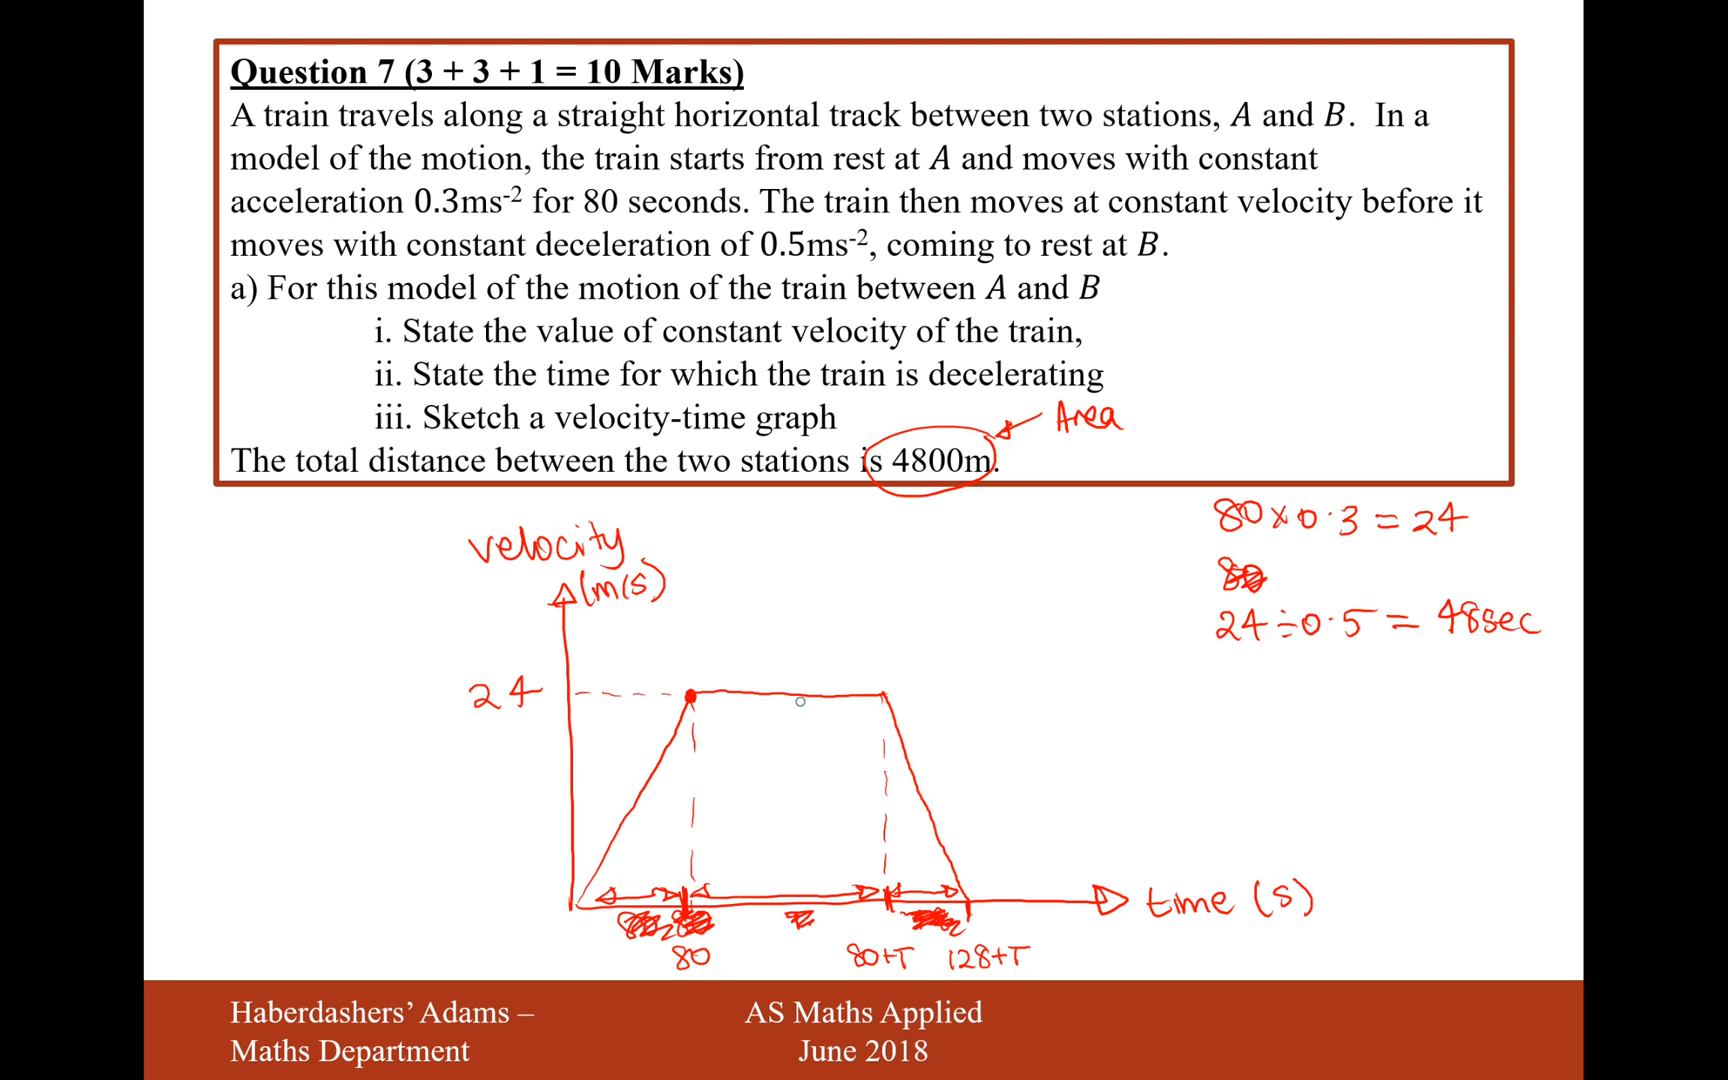 Question 7 (3 + 3 + 1 = 10 Marks)
A train travels along a straight horizontal track between two stations, A and B. In a
model of the motion, the train starts from rest at A and moves with constant
acceleration 0.3ms⁻² for 80 seconds. The train then moves at constant velocity before it
moves with constant deceleration of 0.5ms⁻², coming to rest at B.
a) For this model of the motion of the train between A and B
i. State the value of constant velocity of the train,
ii. State the time for which the train is decelerating
iii. Sketch a velocity-time graph
Area
The total distance between the two stations is 4800m.
80 × 0.3 = 24
24 ÷ 0.5 = 48sec
velocity
(m/s)
24
time (s)
80
80+T
128+T
Haberdashers' Adams –
Maths Department
AS Maths Applied
June 2018